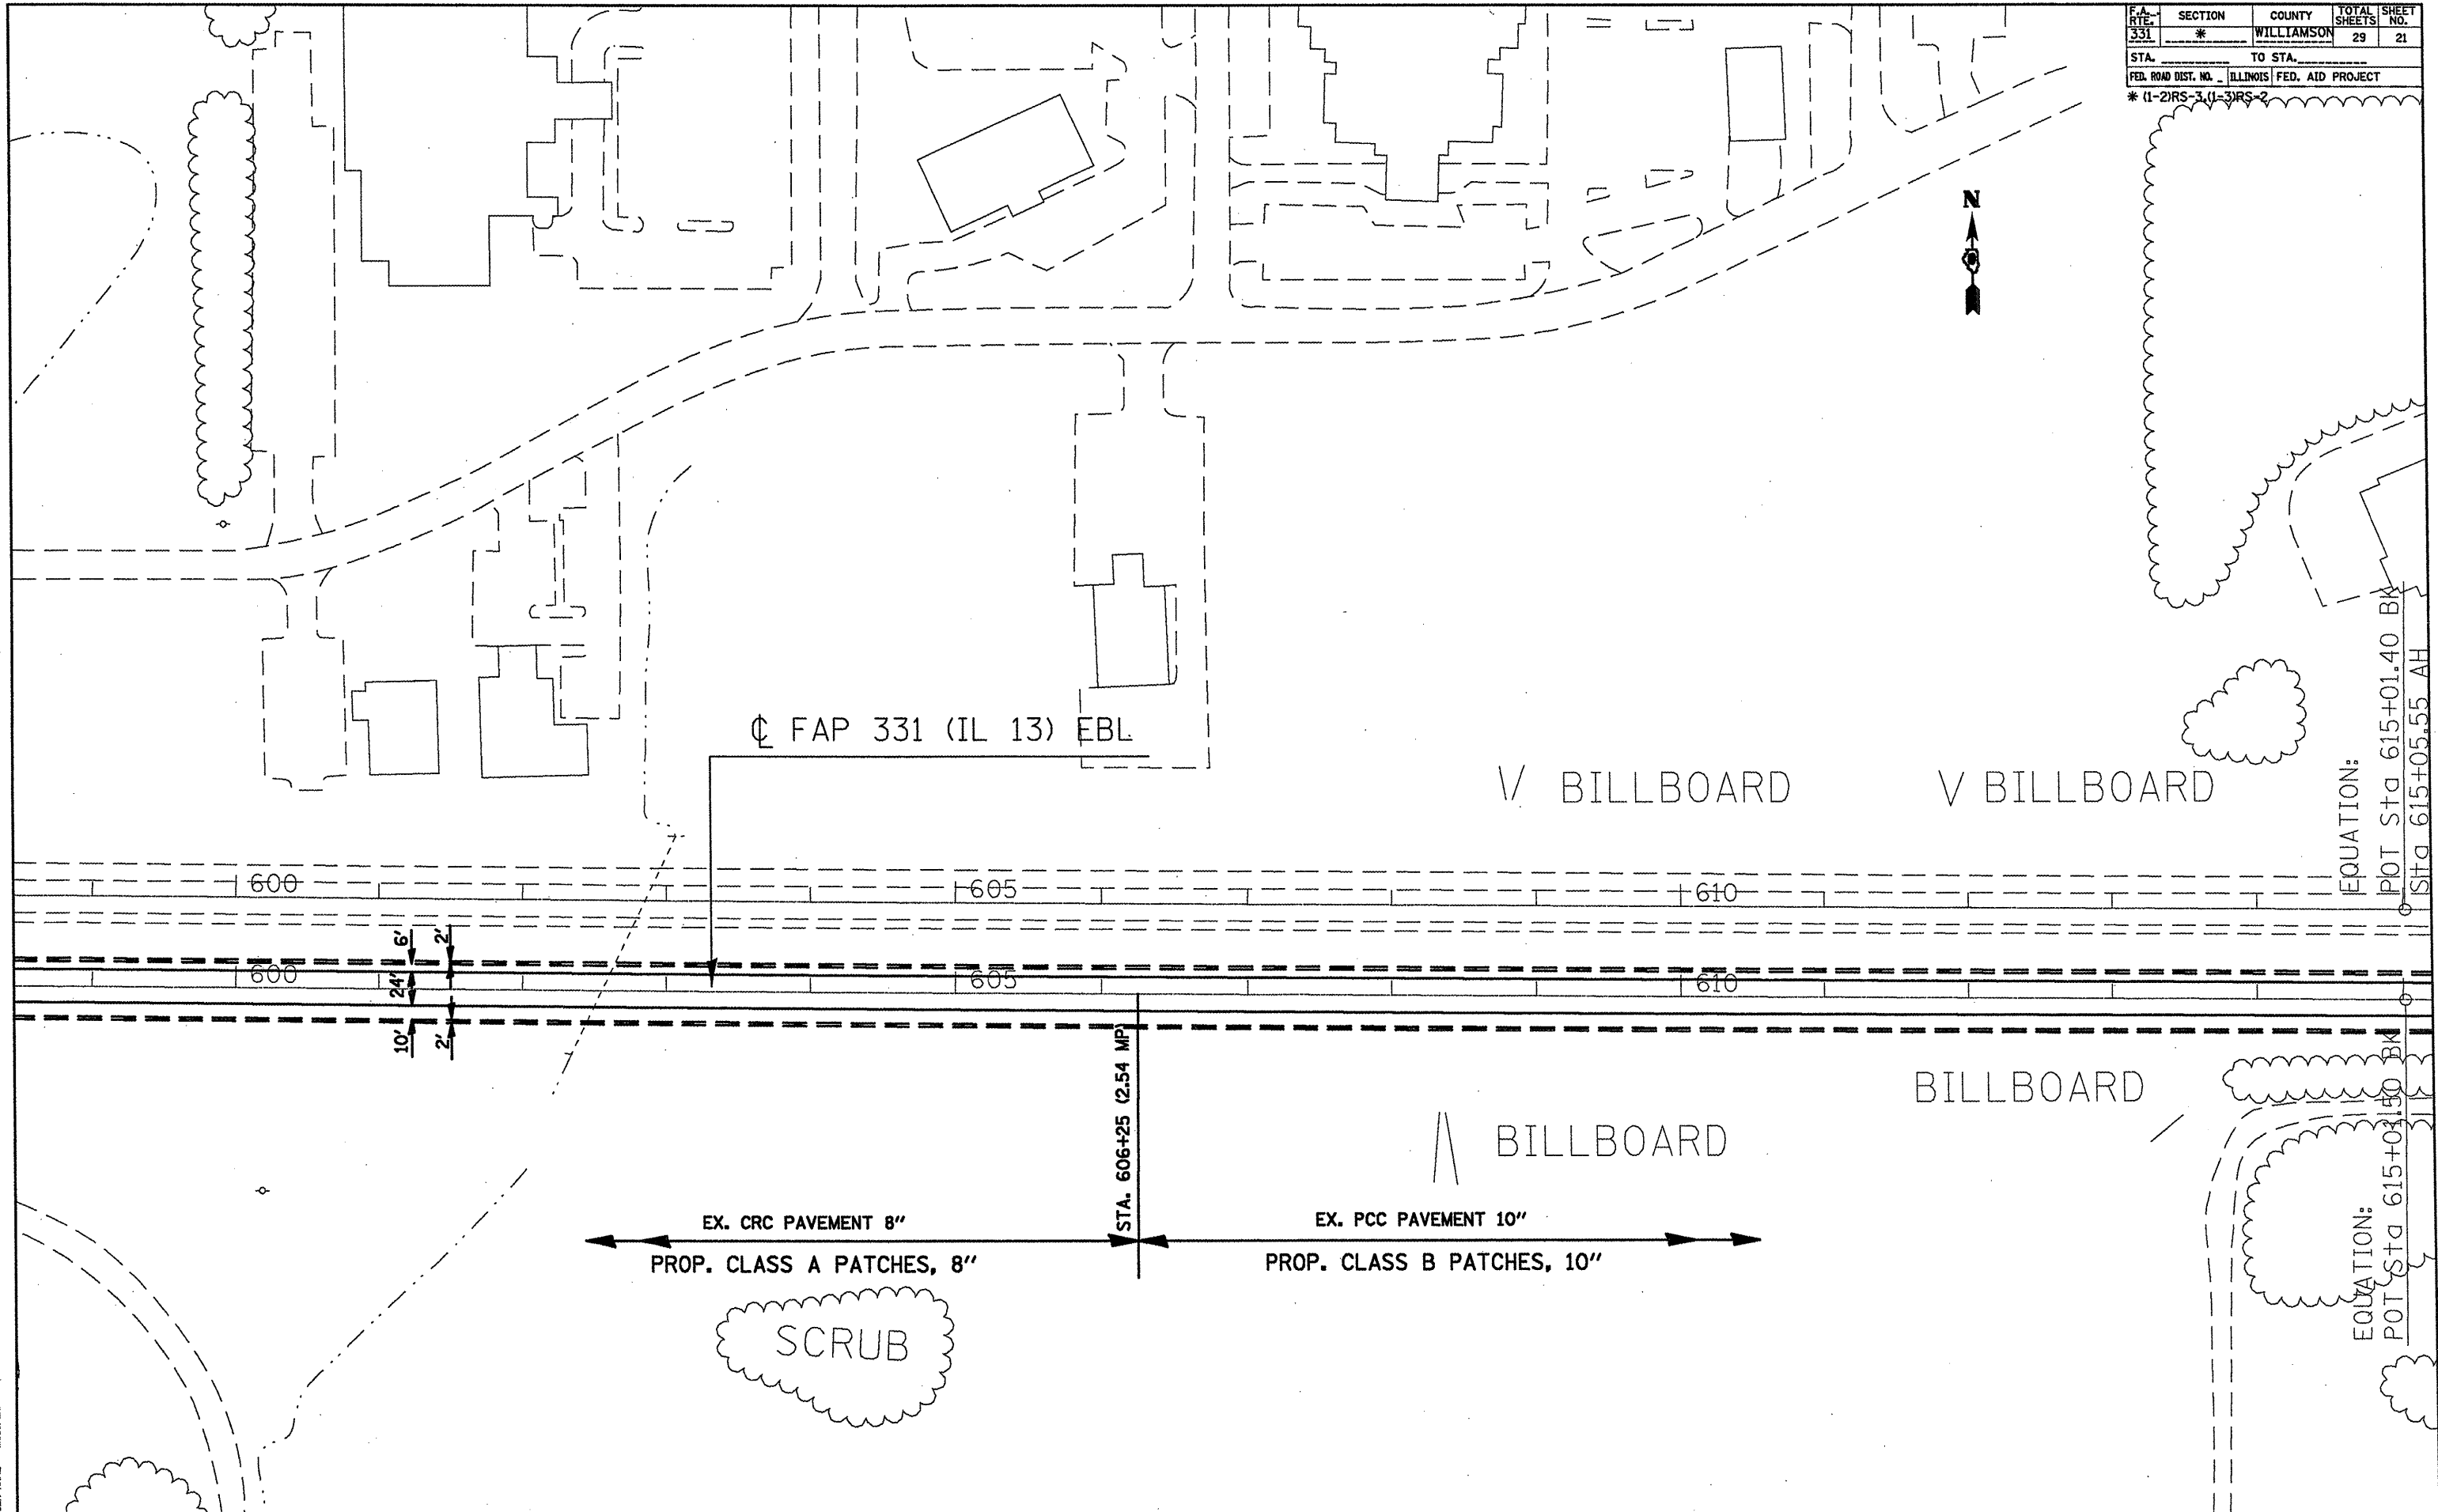 F.A. RTE. SECTION COUNTY TOTAL SHEETS SHEET NO.
331 * WILLIAMSON 29 21
STA. TO STA.
FED. ROAD DIST. NO. _ ILLINOIS FED. AID PROJECT
* (1-2)RS-3,(1-3)RS-2
N
℄ FAP 331 (IL 13) EBL
V BILLBOARD
V BILLBOARD
EQUATION:
POT Sta 615+01.40 BK
Sta 615+05.55 AH
600
605
610
6'
2'
600
605
610
24'
10'
2'
STA. 606+25 (2.54 MP)
BILLBOARD
BILLBOARD
EX. CRC PAVEMENT 8"
PROP. CLASS A PATCHES, 8"
EX. PCC PAVEMENT 10"
PROP. CLASS B PATCHES, 10"
EQUATION:
POT Sta 615+01.50 BK
SCRUB